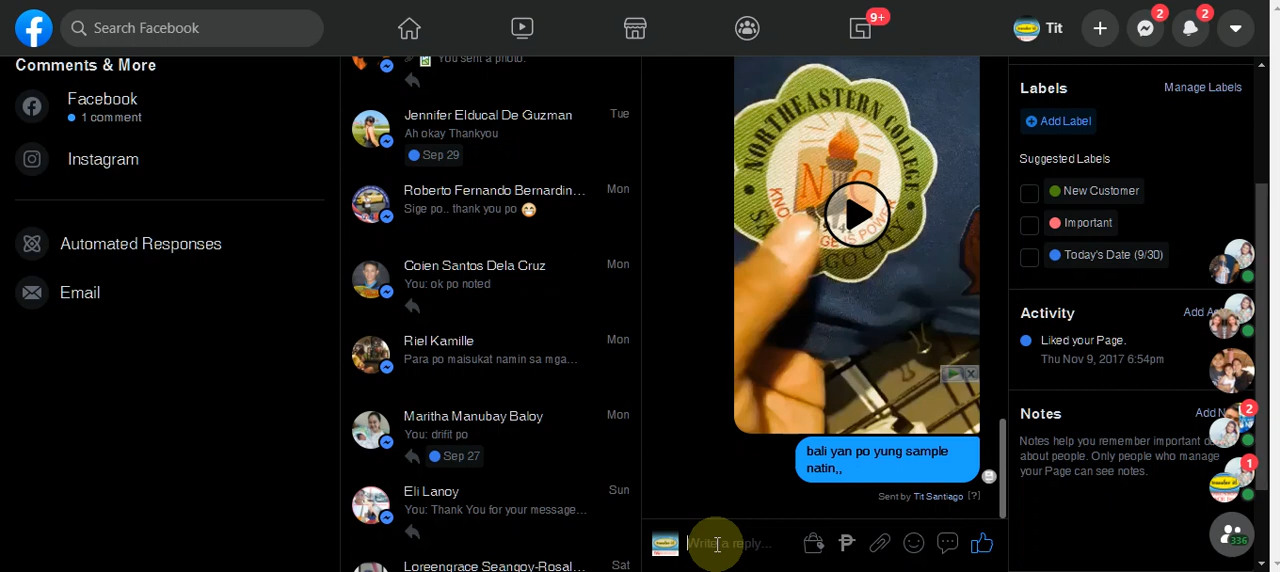 Search Facebook
9+
Tit
2
2
Comments & More
Facebook
1 comment
Instagram
Automated Responses
Email
You sent a photo.
Jennifer Elducal De Guzman
Tue
Ah okay Thankyou
Sep 29
Roberto Fernando Bernardin...
Mon
Sige po.. thank you po 😁
Coien Santos Dela Cruz
Mon
You: ok po noted
Riel Kamille
Mon
Para po maisukat namin sa mga...
Maritha Manubay Baloy
Mon
You: drifit po
Sep 27
Eli Lanoy
Sun
You: Thank You for your message...
Loreengrace Seangoy-Rosal...
Sat
NORTHEASTERN COLLEGE
NC
bali yan po yung sample
natin,,
Sent by Tit Santiago [?]
Write a reply...
Labels
Manage Labels
Add Label
Suggested Labels
New Customer
Important
Today's Date (9/30)
Activity
Liked your Page.
Thu Nov 9, 2017 6:54pm
Notes
Notes help you remember important
about people. Only people who manage
your Page can see notes.
2
1
336